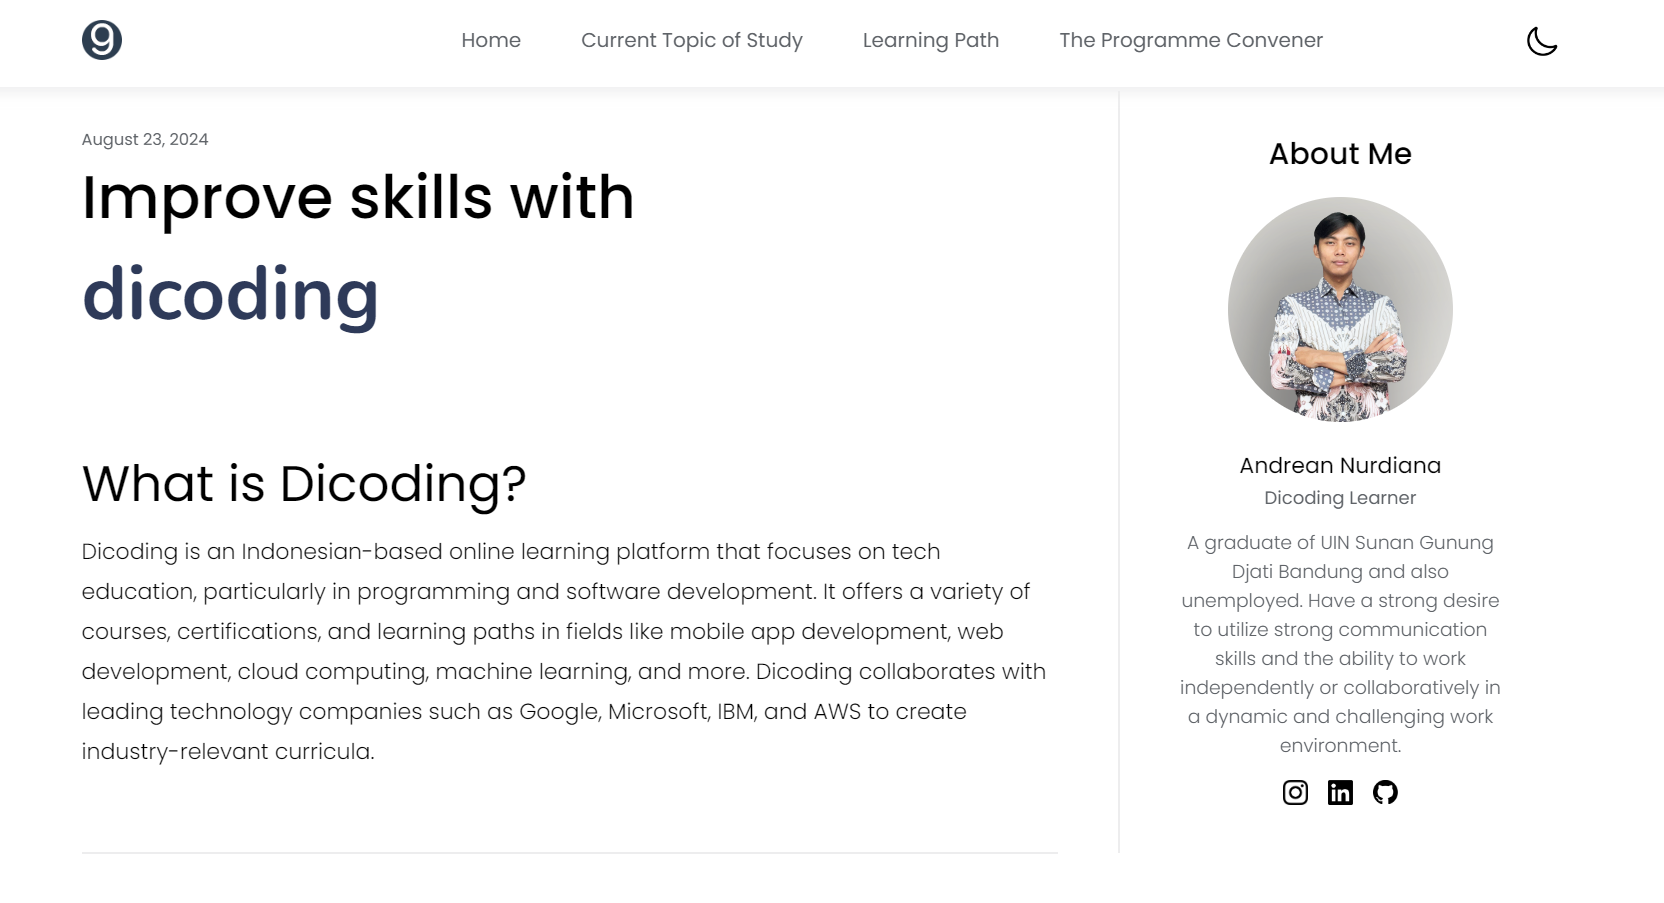 g
Home
Current Topic of Study
Learning Path
The Programme Convener
August 23, 2024
Improve skills with
dicoding
What is Dicoding?
Dicoding is an Indonesian-based online learning platform that focuses on tech
education, particularly in programming and software development. It offers a variety of
courses, certifications, and learning paths in fields like mobile app development, web
development, cloud computing, machine learning, and more. Dicoding collaborates with
leading technology companies such as Google, Microsoft, IBM, and AWS to create
industry-relevant curricula.
About Me
Andrean Nurdiana
Dicoding Learner
A graduate of UIN Sunan Gunung
Djati Bandung and also
unemployed. Have a strong desire
to utilize strong communication
skills and the ability to work
independently or collaboratively in
a dynamic and challenging work
environment.
in